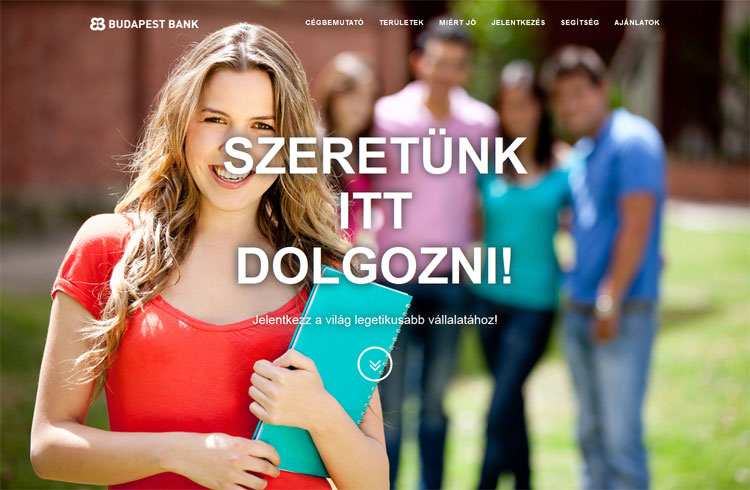 BUDAPEST BANK
CÉGBEMUTATÓ TERÜLETEK MIÉRT JÓ JELENTKEZÉS SEGÍTSÉG AJÁNLATOK
SZERETÜNK
ITT
DOLGOZNI!
Jelentkezz a világ legetikusabb vállalatához!